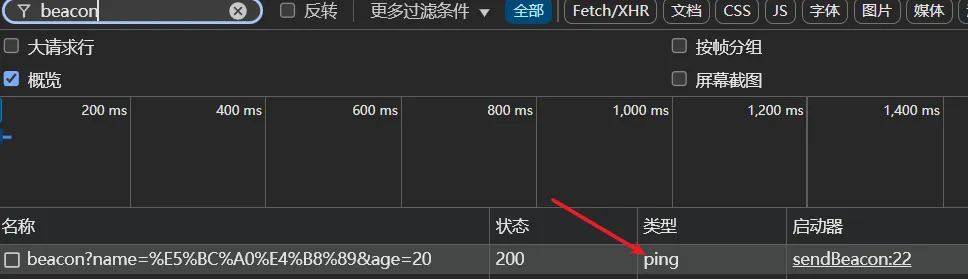 beacon
反转
更多过滤条件
全部
Fetch/XHR
文档
CSS
JS
字体
图片
媒体
大请求行
按帧分组
概览
屏幕截图
200 ms
400 ms
600 ms
800 ms
1,000 ms
1,200 ms
1,400 ms
名称
状态
类型
启动器
beacon?name=%E5%BC%A0%E4%B8%89&age=20
200
ping
sendBeacon:22